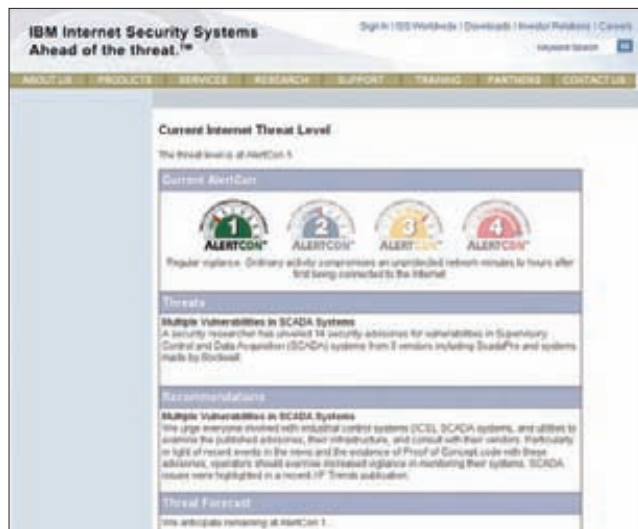 IBM Internet Security Systems
Ahead of the threat.™
Sign In | ISS Worldwide | Downloads | Investor Relations | Careers
keyword search
ABOUT US PRODUCTS SERVICES RESEARCH SUPPORT TRAINING PARTNERS CONTACT US
Current Internet Threat Level
The threat level is at AlertCon 1.
Current AlertCon
1 2 3 4
ALERTCON ALERTCON ALERTCON ALERTCON
Regular vigilance. Ordinary activity compromises an unprotected network minutes to hours after
first being connected to the Internet
Threats
Multiple Vulnerabilities in SCADA Systems
A security researcher has unveiled 14 security advisories for vulnerabilities in Supervisory
Control and Data Acquisition (SCADA) systems from 8 vendors including ScadaPro and systems
made by Rockwell.
Recommendations
Multiple Vulnerabilities in SCADA Systems
We urge everyone involved with industrial control systems (ICS), SCADA systems, and utilities to
examine the published advisories, their infrastructure, and consult with their vendors. Particularly
in light of recent events in the news and the evidence of Proof of Concept code with these
advisories, operators should exercise increased vigilance in monitoring their systems. SCADA
issues were highlighted in a recent Trends publication.
Threat Forecast
We anticipate remaining at AlertCon 1.